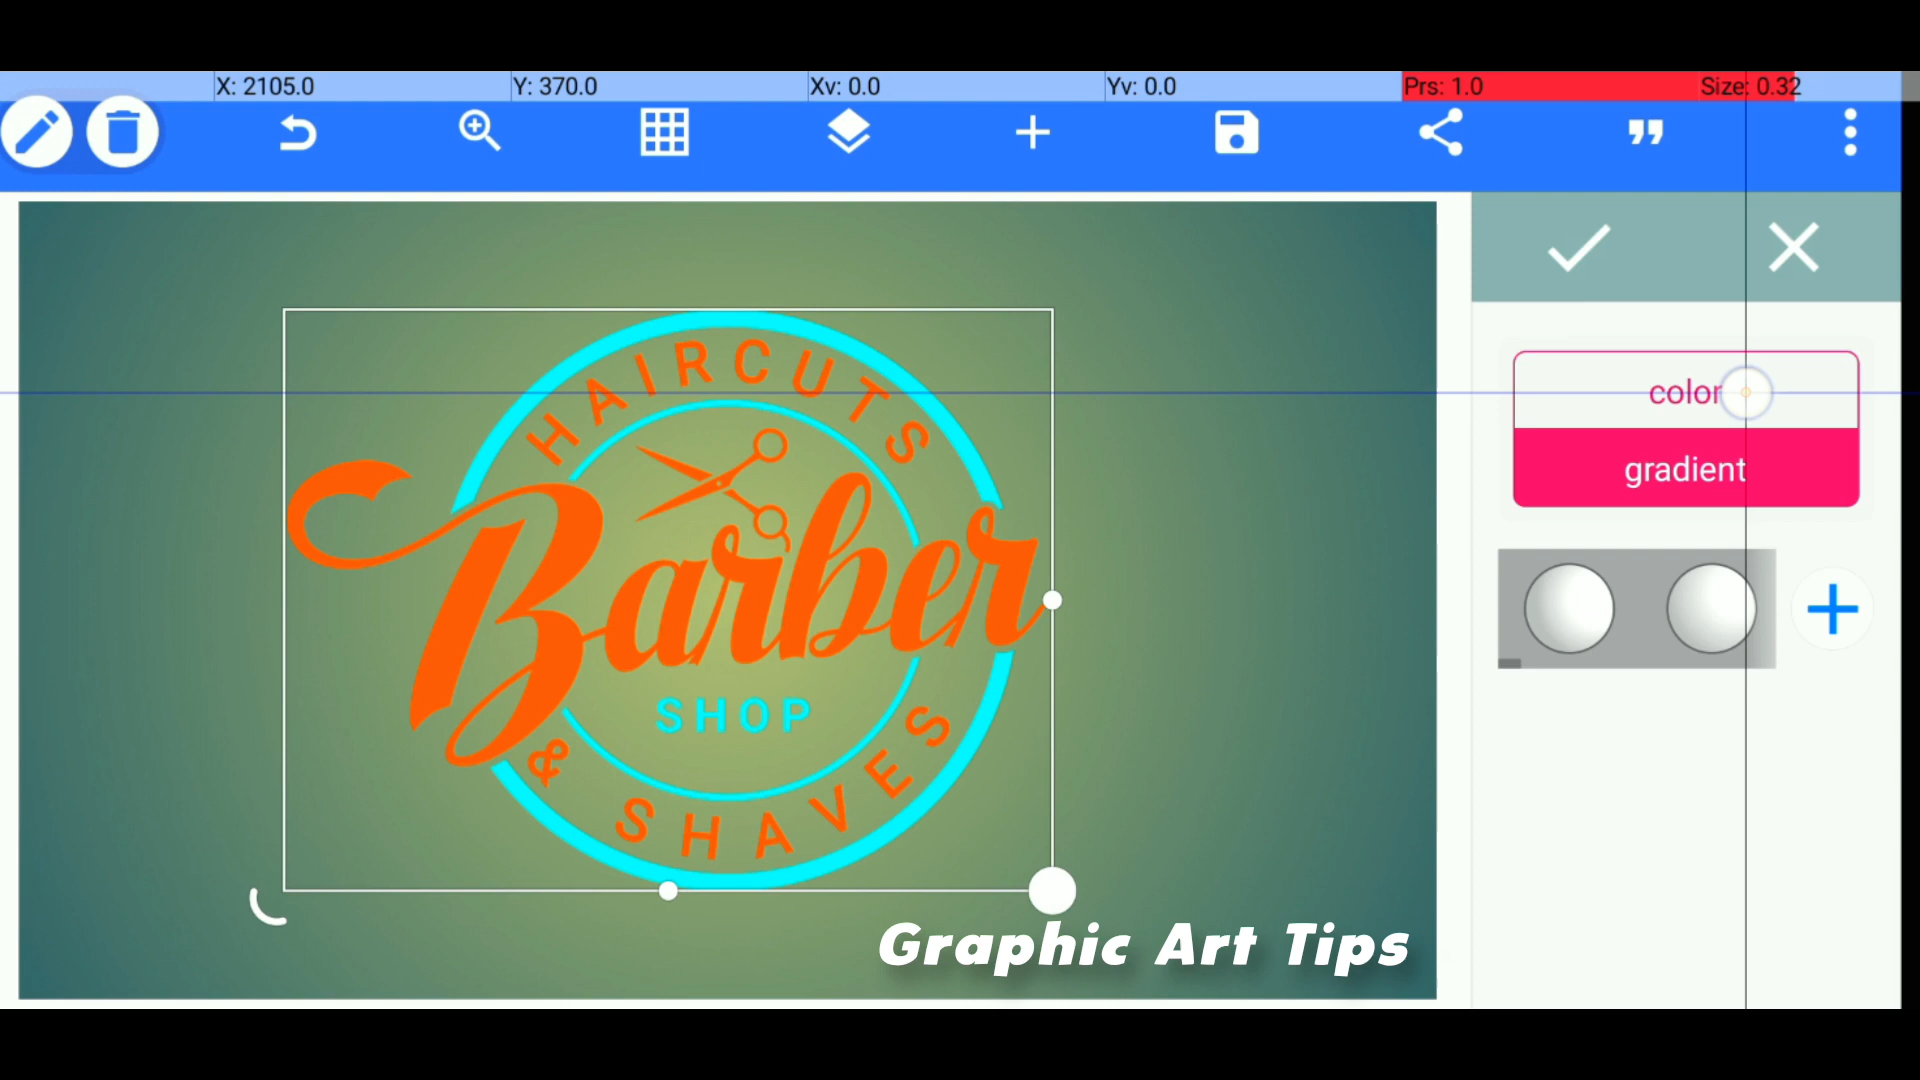 X: 2105.0 Y: 370.0 Xv: 0.0 Yv: 0.0 Prs: 1.0 Size: 0.32
color
gradient
HAIRCUTS
Barber
SHOP
& SHAVES
Graphic Art Tips